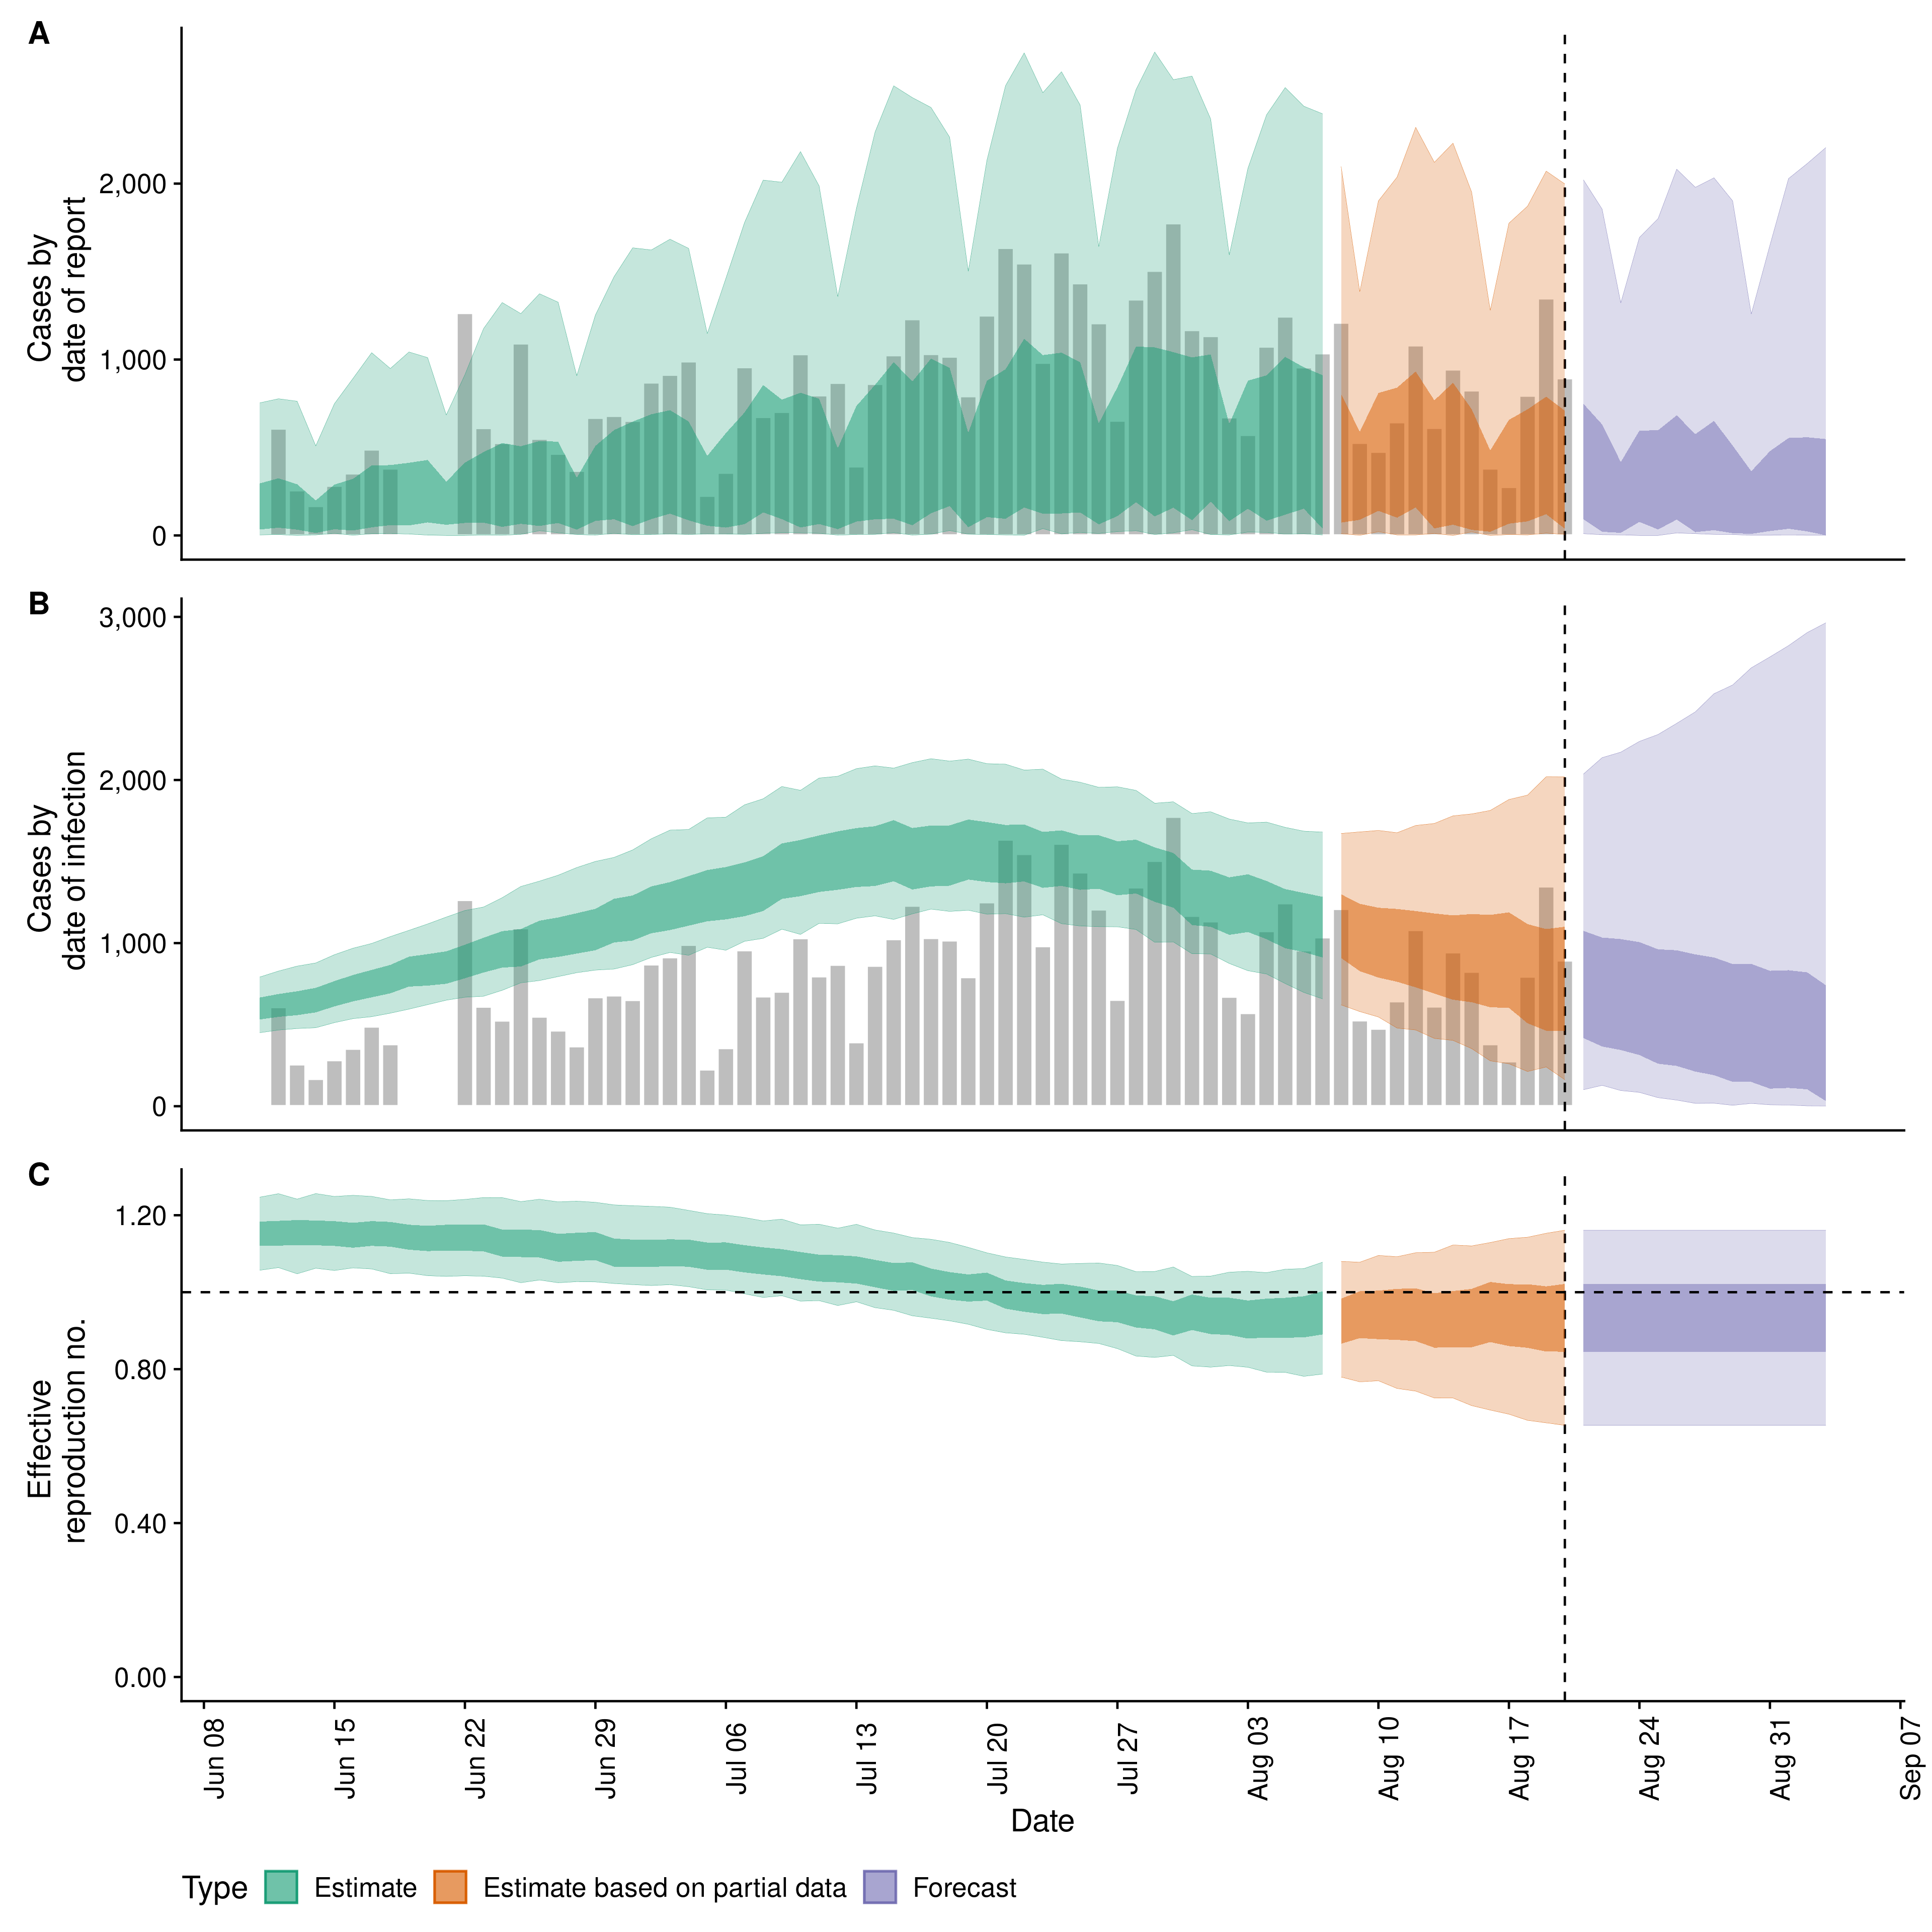 A
Cases by
date of report
2,000
1,000
0
B
Cases by
date of infection
3,000
2,000
1,000
0
C
Effective
reproduction no.
1.20
0.80
0.40
0.00
Jun 08
Jun 15
Jun 22
Jun 29
Jul 06
Jul 13
Jul 20
Jul 27
Aug 03
Aug 10
Aug 17
Aug 24
Aug 31
Sep 07
Date
Type Estimate Estimate based on partial data Forecast